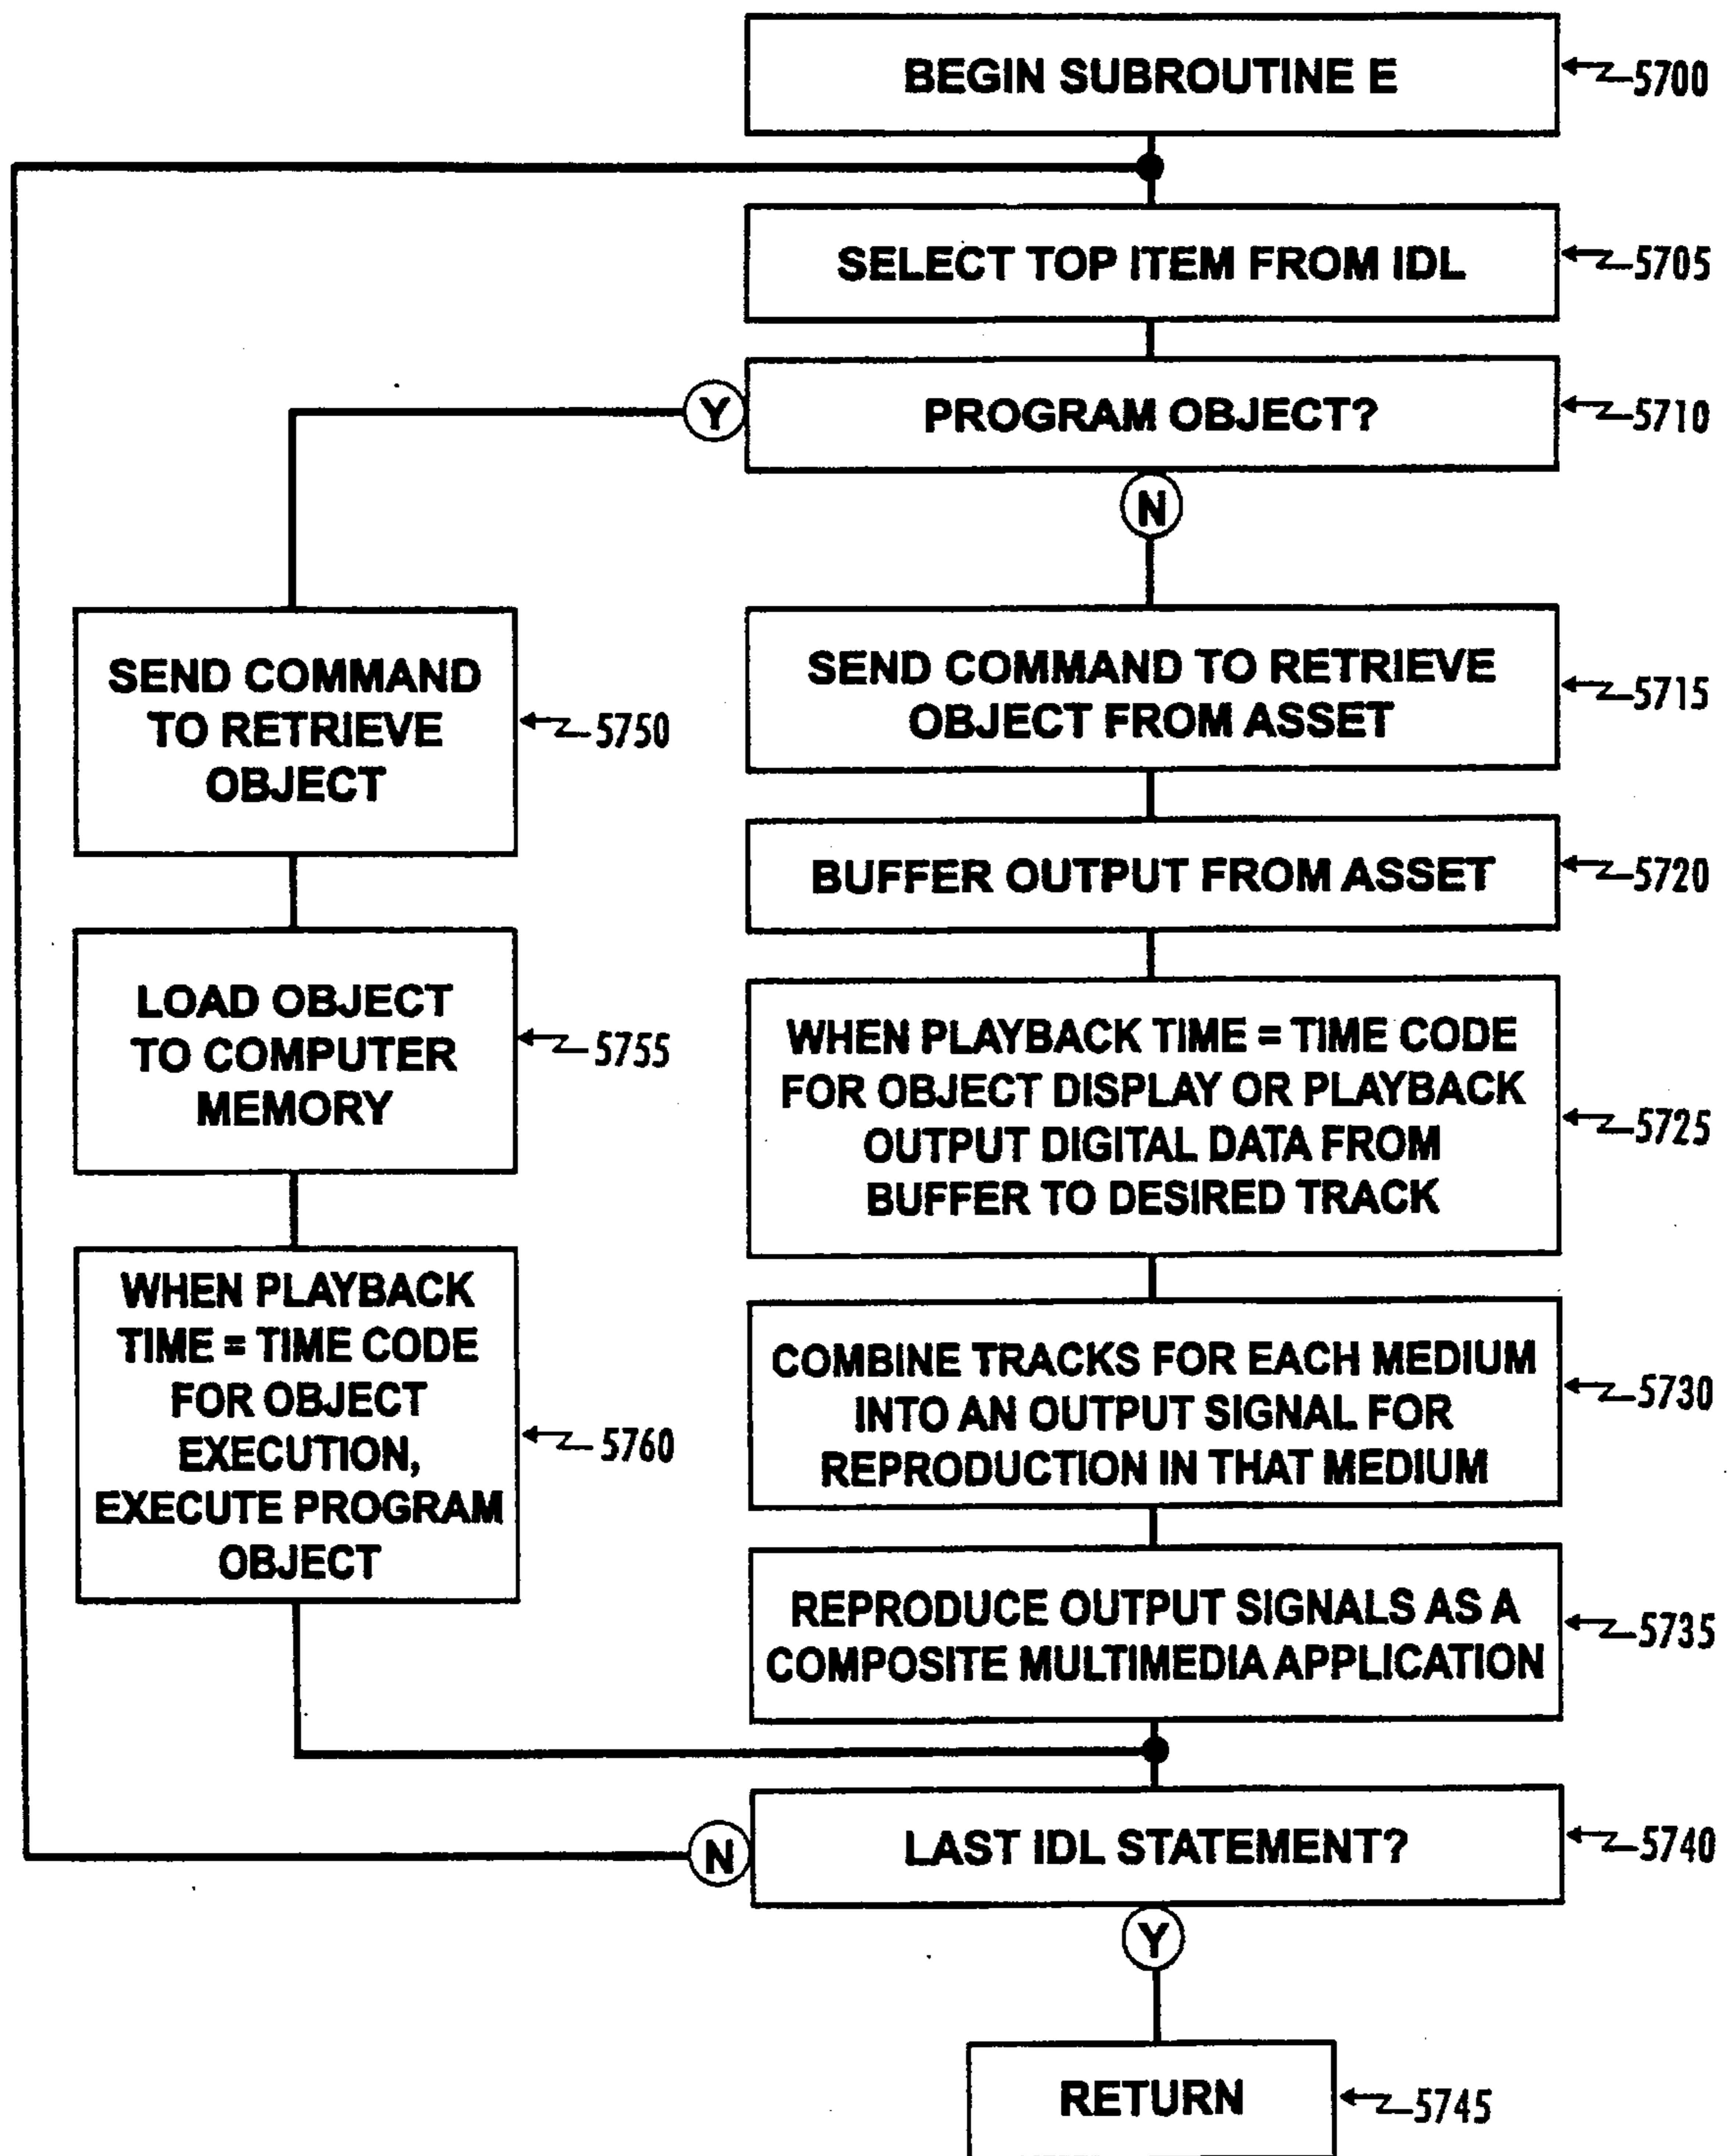 BEGIN SUBROUTINE E
5700
SELECT TOP ITEM FROM IDL
5705
Y
PROGRAM OBJECT?
5710
N
SEND COMMAND
TO RETRIEVE
OBJECT
5750
SEND COMMAND TO RETRIEVE
OBJECT FROM ASSET
5715
BUFFER OUTPUT FROM ASSET
5720
LOAD OBJECT
TO COMPUTER
MEMORY
5755
WHEN PLAYBACK TIME = TIME CODE
FOR OBJECT DISPLAY OR PLAYBACK
OUTPUT DIGITAL DATA FROM
BUFFER TO DESIRED TRACK
5725
WHEN PLAYBACK
TIME = TIME CODE
FOR OBJECT
EXECUTION,
EXECUTE PROGRAM
OBJECT
5760
COMBINE TRACKS FOR EACH MEDIUM
INTO AN OUTPUT SIGNAL FOR
REPRODUCTION IN THAT MEDIUM
5730
REPRODUCE OUTPUT SIGNALS AS A
COMPOSITE MULTIMEDIA APPLICATION
5735
N
LAST IDL STATEMENT?
5740
Y
RETURN
5745